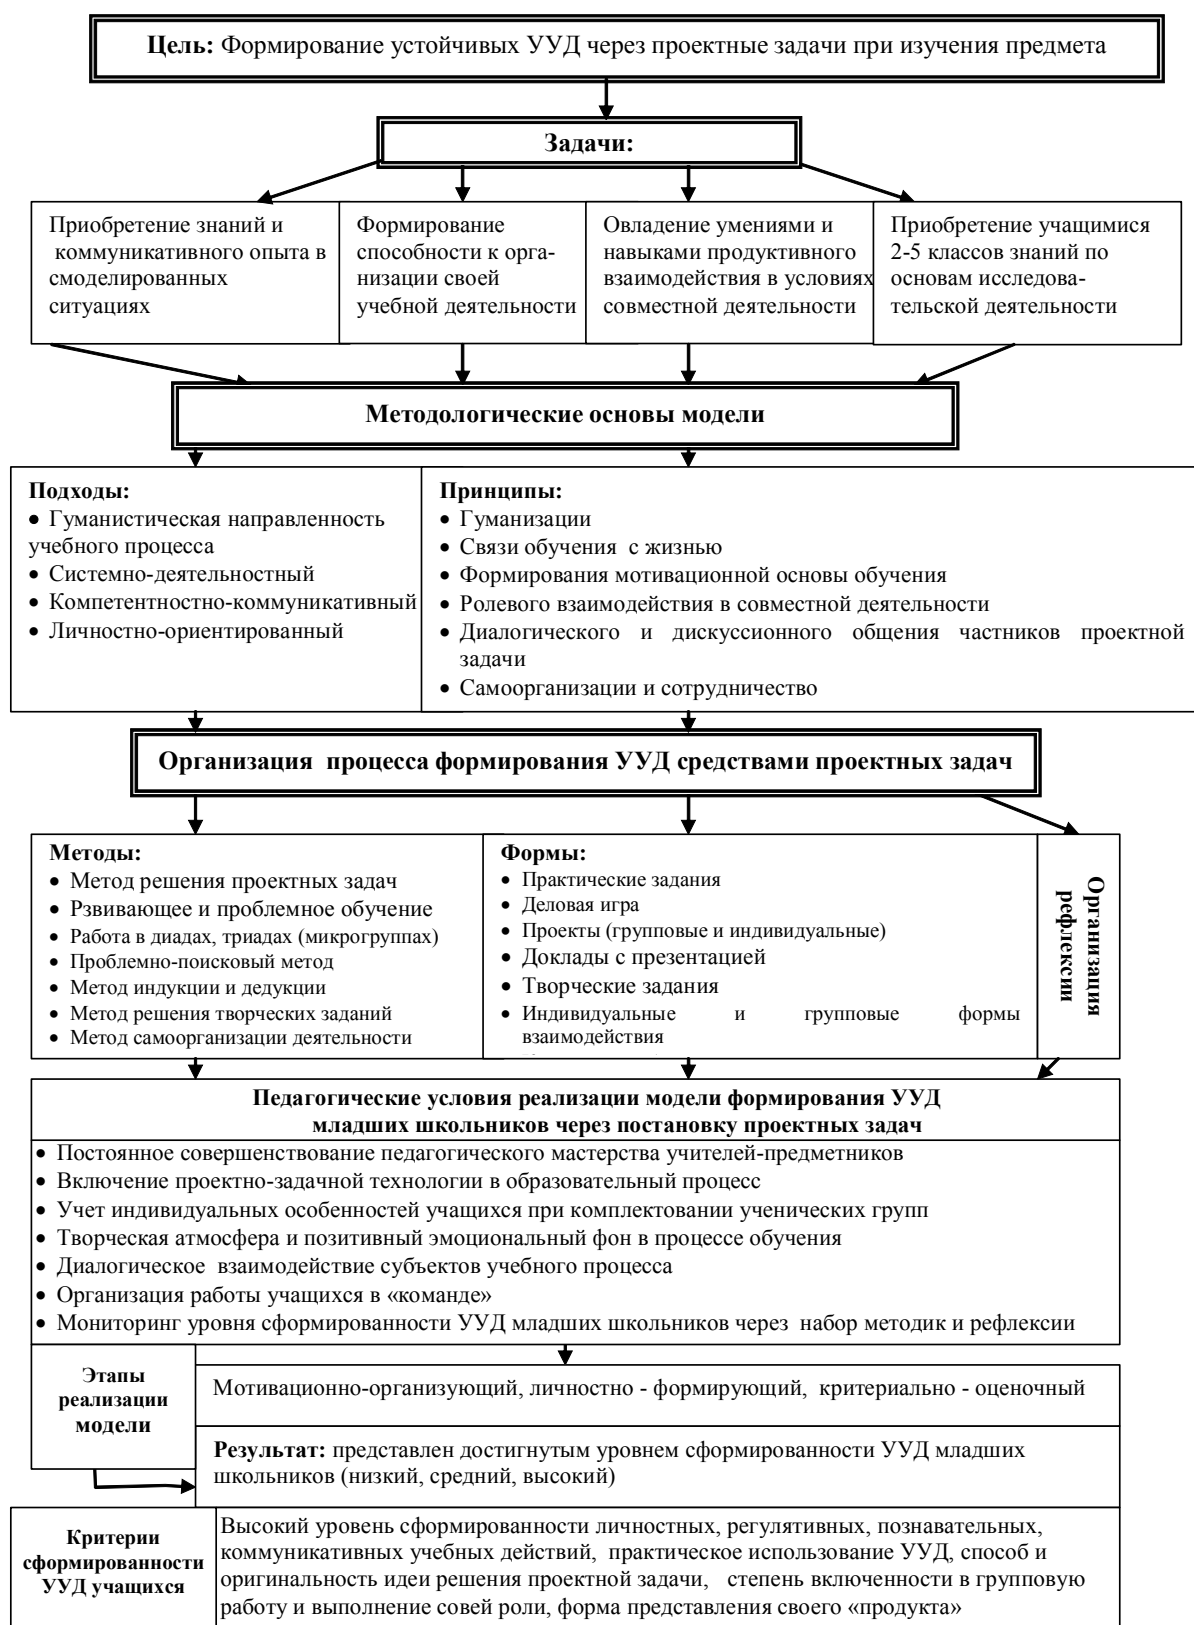 Цель: Формирование устойчивых УУД через проектные задачи при изучения предмета
Задачи:
Приобретение знаний и
коммуникативного опыта в
смоделированных
ситуациях
Формирование
способности к орга-
низации своей
учебной деятельности
Овладение умениями и
навыками продуктивного
взаимодействия в условиях
совместной деятельности
Приобретение учащимися
2-5 классов знаний по
основам исследова-
тельской деятельности
Методологические основы модели
Подходы:
• Гуманистическая направленность
учебного процесса
• Системно-деятельностный
• Компетентностно-коммуникативный
• Личностно-ориентированный
Принципы:
• Гуманизации
• Связи обучения с жизнью
• Формирования мотивационной основы обучения
• Ролевого взаимодействия в совместной деятельности
• Диалогического и дискуссионного общения частников проектной
задачи
• Самоорганизации и сотрудничество
Организация процесса формирования УУД средствами проектных задач
Методы:
• Метод решения проектных задач
• Рзвивающее и проблемное обучение
• Работа в диадах, триадах (микрогруппах)
• Проблемно-поисковый метод
• Метод индукции и дедукции
• Метод решения творческих заданий
• Метод самоорганизации деятельности
Формы:
• Практические задания
• Деловая игра
• Проекты (групповые и индивидуальные)
• Доклады с презентацией
• Творческие задания
• Индивидуальные и групповые формы
взаимодействия
Организация
рефлексии
Педагогические условия реализации модели формирования УУД
младших школьников через постановку проектных задач
• Постоянное совершенствование педагогического мастерства учителей-предметников
• Включение проектно-задачной технологии в образовательный процесс
• Учет индивидуальных особенностей учащихся при комплектовании ученических групп
• Творческая атмосфера и позитивный эмоциональный фон в процессе обучения
• Диалогическое взаимодействие субъектов учебного процесса
• Организация работы учащихся в «команде»
• Мониторинг уровня сформированности УУД младших школьников через набор методик и рефлексии
Этапы
реализации
модели
Мотивационно-организующий, личностно - формирующий, критериально - оценочный
Результат: представлен достигнутым уровнем сформированности УУД младших
школьников (низкий, средний, высокий)
Критерии
сформированности
УУД учащихся
Высокий уровень сформированности личностных, регулятивных, познавательных,
коммуникативных учебных действий, практическое использование УУД, способ и
оригинальность идеи решения проектной задачи, степень включенности в групповую
работу и выполнение совей роли, форма представления своего «продукта»